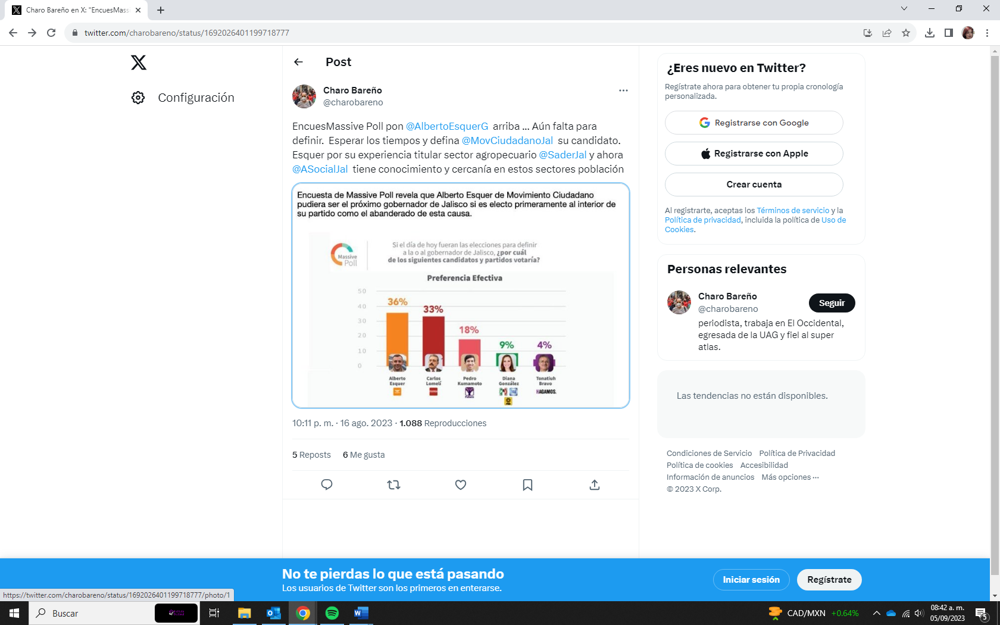 Charo Bareño en X: "EncuesMassi
twitter.com/charobareno/status/1692026401199718777
Configuración
Post
Charo Bareño
@charobareno
EncuesMassive Poll pon @AlbertoEsquerG arriba ... Aún falta para
definir. Esperar los tiempos y defina @MovCiudadanoJal su candidato.
Esquer por su experiencia titular sector agropecuario @SaderJal y ahora
@ASocialJal tiene conocimiento y cercanía en estos sectores población
Encuesta de Massive Poll revela que Alberto Esquer de Movimiento Ciudadano
pudiera ser el próximo gobernador de Jalisco si es electo primeramente al interior de
su partido como el abanderado de esta causa.
Massive
Poll
Si el día de hoy fueran las elecciones para definir
a la o al gobernador de Jalisco, ¿por cuál
de los siguientes candidatos y partidos votaría?
Preferencia Efectiva
50
40
30
20
10
0
36%
33%
18%
9%
4%
Alberto
Esquer
Carlos
Lomelí
Pedro
Kumamoto
Futuro
Diana
González
PRI PAN
PRD
Tonatiuh
Bravo
HAGAMOS.
10:11 p. m. · 16 ago. 2023 · 1.088 Reproducciones
5 Reposts 6 Me gusta
¿Eres nuevo en Twitter?
Regístrate ahora para obtener tu propia cronología
personalizada.
Registrarse con Google
Registrarse con Apple
Crear cuenta
Al registrarte, aceptas los Términos de servicio y la
Política de privacidad, incluida la política de Uso de
Cookies.
Personas relevantes
Charo Bareño
@charobareno
Seguir
periodista, trabaja en El Occidental,
egresada de la UAG y fiel al super
atlas.
Las tendencias no están disponibles.
Condiciones de Servicio Política de Privacidad
Política de cookies Accesibilidad
Información de anuncios Más opciones ···
© 2023 X Corp.
No te pierdas lo que está pasando
Los usuarios de Twitter son los primeros en enterarse.
Iniciar sesión
Regístrate
https://twitter.com/charobareno/status/1692026401199718777/photo/1
Buscar
CAD/MXN +0.64%
08:42 a. m.
05/09/2023
5